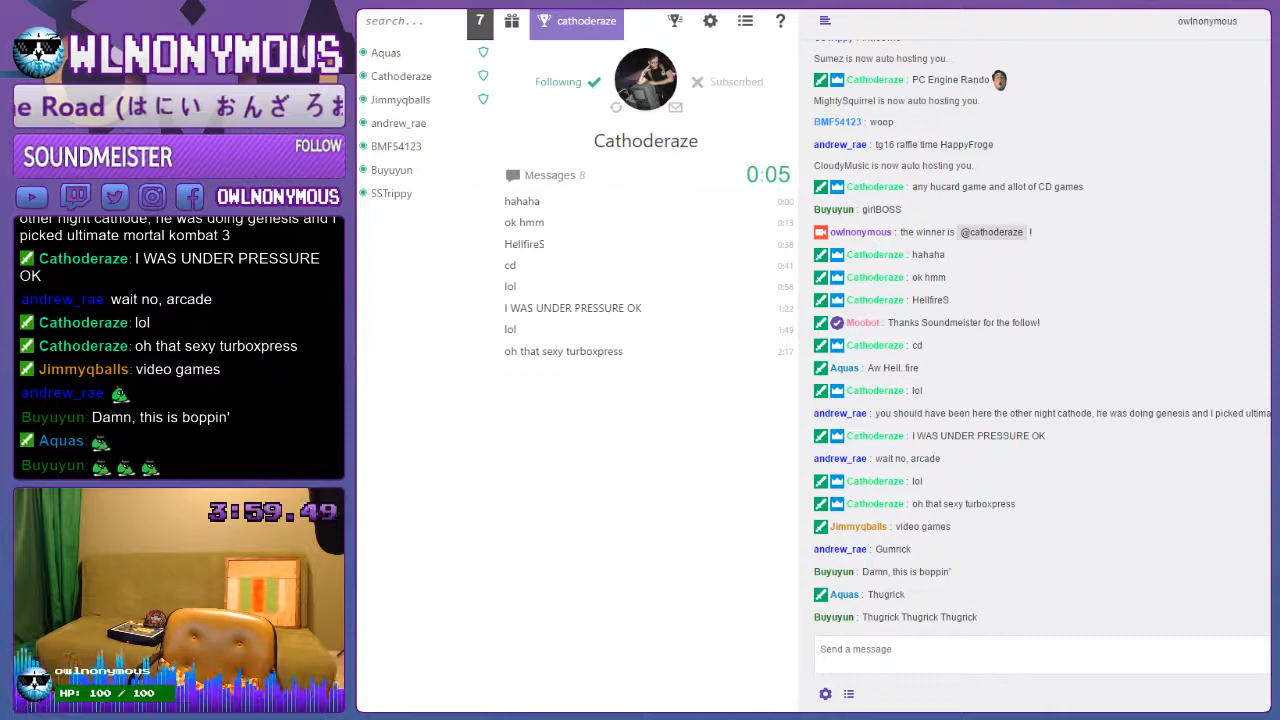 OWLNONYMOUS
e Road (はにい おんざ ろお
SOUNDMEISTER
FOLLOW
OWLNONYMOUS
other night cathode, he was doing genesis and I
picked ultimate mortal kombat 3
Cathoderaze: I WAS UNDER PRESSURE
OK
andrew_rae wait no, arcade
Cathoderaze: lol
Cathoderaze: oh that sexy turboxpress
Jimmyqballs: video games
andrew_rae
Buyuyun: Damn, this is boppin'
Aquas:
Buyuyun:
3:59.49
owlnonymous
HP: 100 / 100
search...
7
cathoderaze
?
Aquas
Cathoderaze
Jimmyqballs
andrew_rae
BMF54123
Buyuyun
SSTrippy
Following
Subscribed
Cathoderaze
Messages 8
0:05
hahaha 0:00
ok hmm 0:13
HellfireS 0:38
cd 0:41
lol 0:58
I WAS UNDER PRESSURE OK 1:22
lol 1:49
oh that sexy turboxpress 2:17
owlnonymous
Sumez is now auto hosting you.
Cathoderaze : PC Engine Rando
MightySquirrel is now auto hosting you.
BMF54123 : woop
andrew_rae : tg16 raffle time HappyFroge
CloudyMusic is now auto hosting you.
Cathoderaze : any hucard game and allot of CD games
Buyuyun : girlBOSS
owlnonymous : the winner is @cathoderaze !
Cathoderaze : hahaha
Cathoderaze : ok hmm
Cathoderaze : HellfireS
Moobot : Thanks Soundmeister for the follow!
Cathoderaze : cd
Aquas : Aw Hell..fire
Cathoderaze : lol
andrew_rae : you should have been here the other night cathode, he was doing genesis and I picked ultima
Cathoderaze : I WAS UNDER PRESSURE OK
andrew_rae : wait no, arcade
Cathoderaze : lol
Cathoderaze : oh that sexy turboxpress
Jimmyqballs : video games
andrew_rae : Gumrick
Buyuyun : Damn, this is boppin'
Aquas : Thugrick
Buyuyun : Thugrick Thugrick Thugrick
Send a message